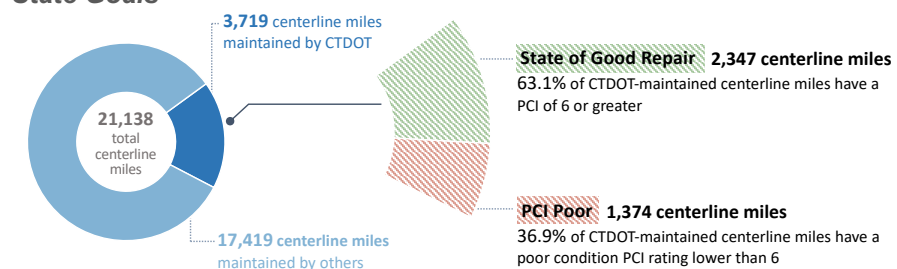 State Goals
3,719 centerline miles
maintained by CTDOT
21,138
total
centerline
miles
17,419 centerline miles
maintained by others
State of Good Repair 2,347 centerline miles
63.1% of CTDOT-maintained centerline miles have a
PCI of 6 or greater
PCI Poor 1,374 centerline miles
36.9% of CTDOT-maintained centerline miles have a
poor condition PCI rating lower than 6